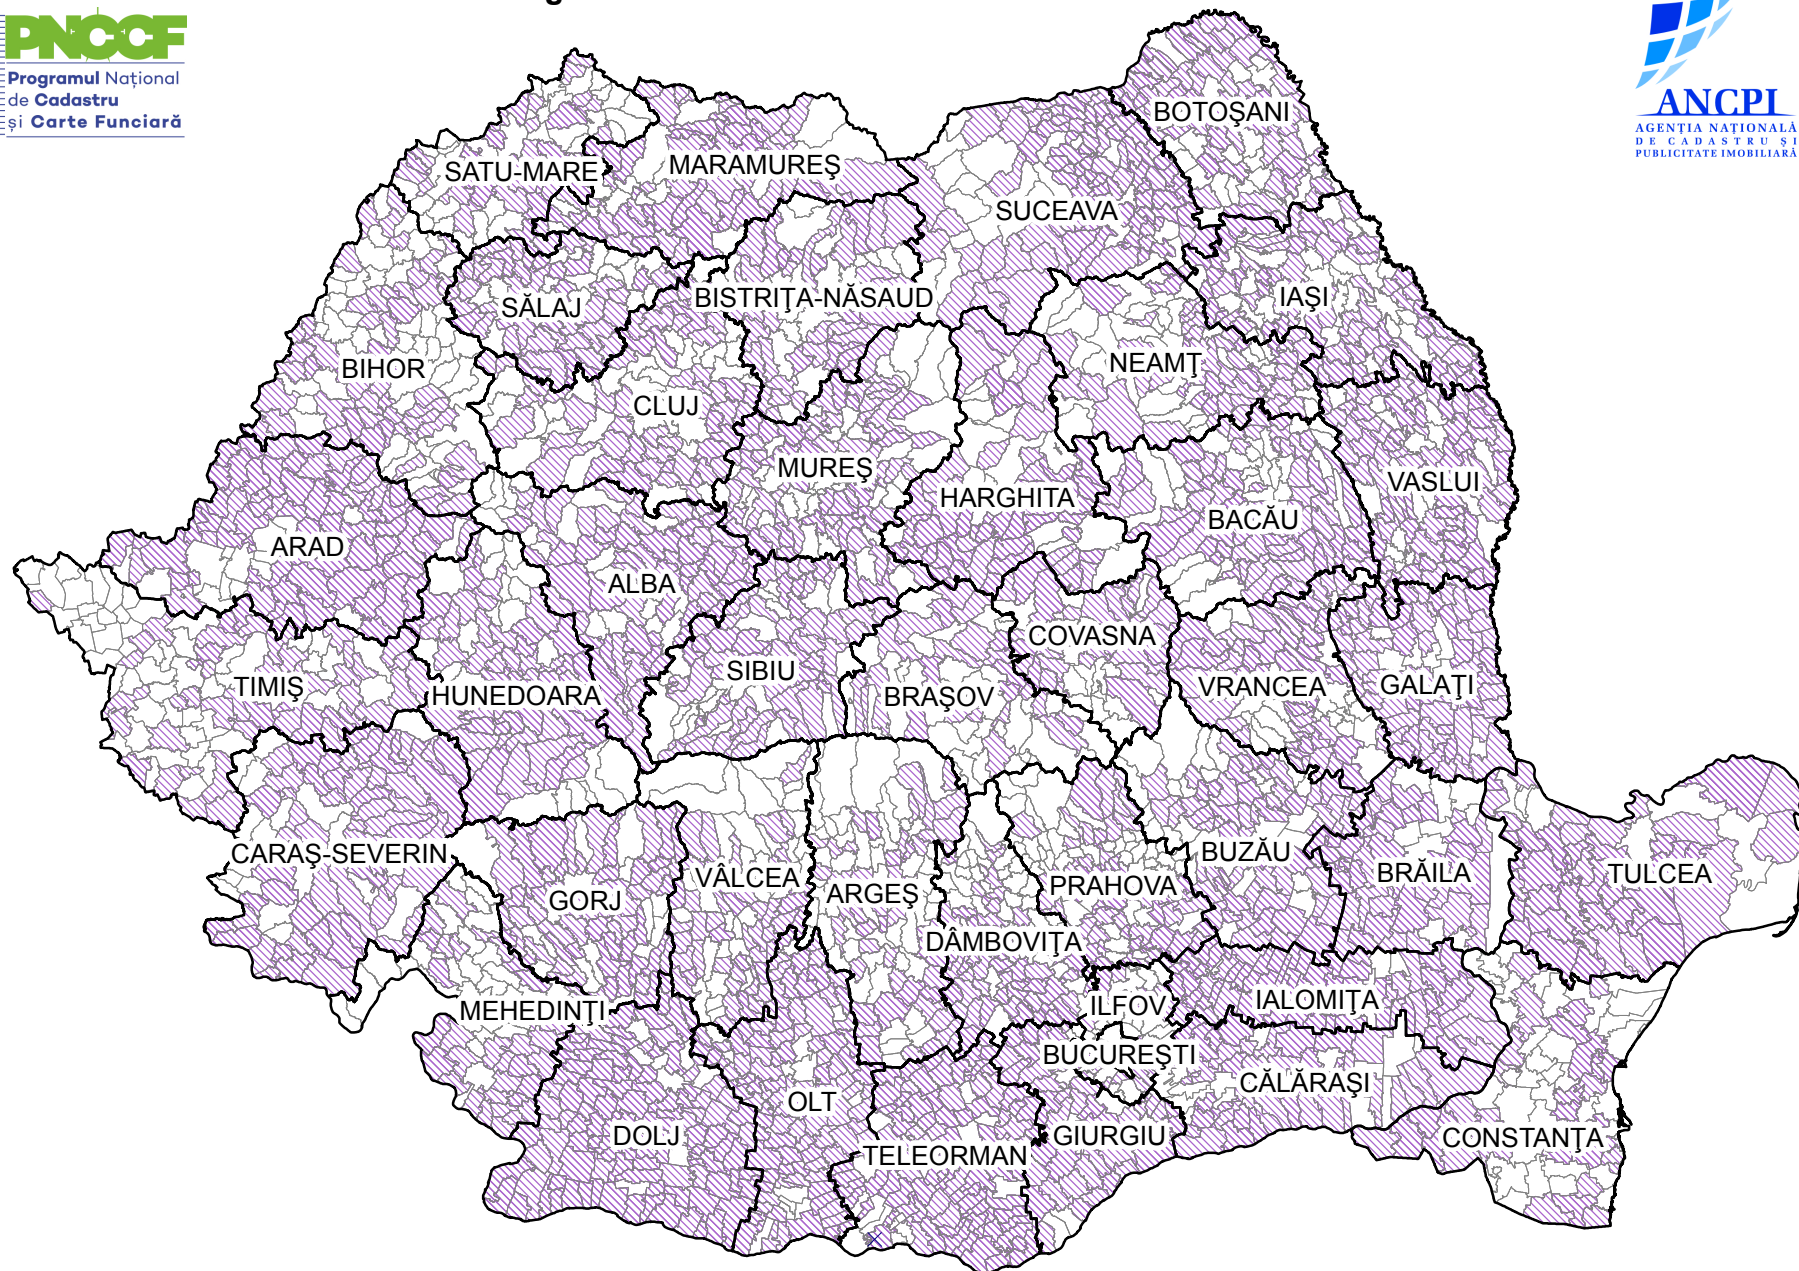 PNCCF
Programul Național
de Cadastru
și Carte Funciară
ANCPI
AGENȚIA NAȚIONALĂ
DE CADASTRU ȘI
PUBLICITATE IMOBILIARĂ
BOTOŞANI
SATU-MARE
MARAMUREŞ
SUCEAVA
SĂLAJ
BISTRIŢA-NĂSAUD
IAŞI
BIHOR
NEAMŢ
CLUJ
MUREŞ
HARGHITA
VASLUI
BACĂU
ARAD
ALBA
COVASNA
TIMIŞ
HUNEDOARA
SIBIU
BRAŞOV
VRANCEA
GALAŢI
CARAŞ-SEVERIN
GORJ
VÂLCEA
ARGEŞ
PRAHOVA
BUZĂU
BRĂILA
TULCEA
DÂMBOVIŢA
MEHEDINŢI
ILFOV
IALOMIŢA
BUCUREŞTI
CĂLĂRAŞI
OLT
DOLJ
TELEORMAN
GIURGIU
CONSTANŢA